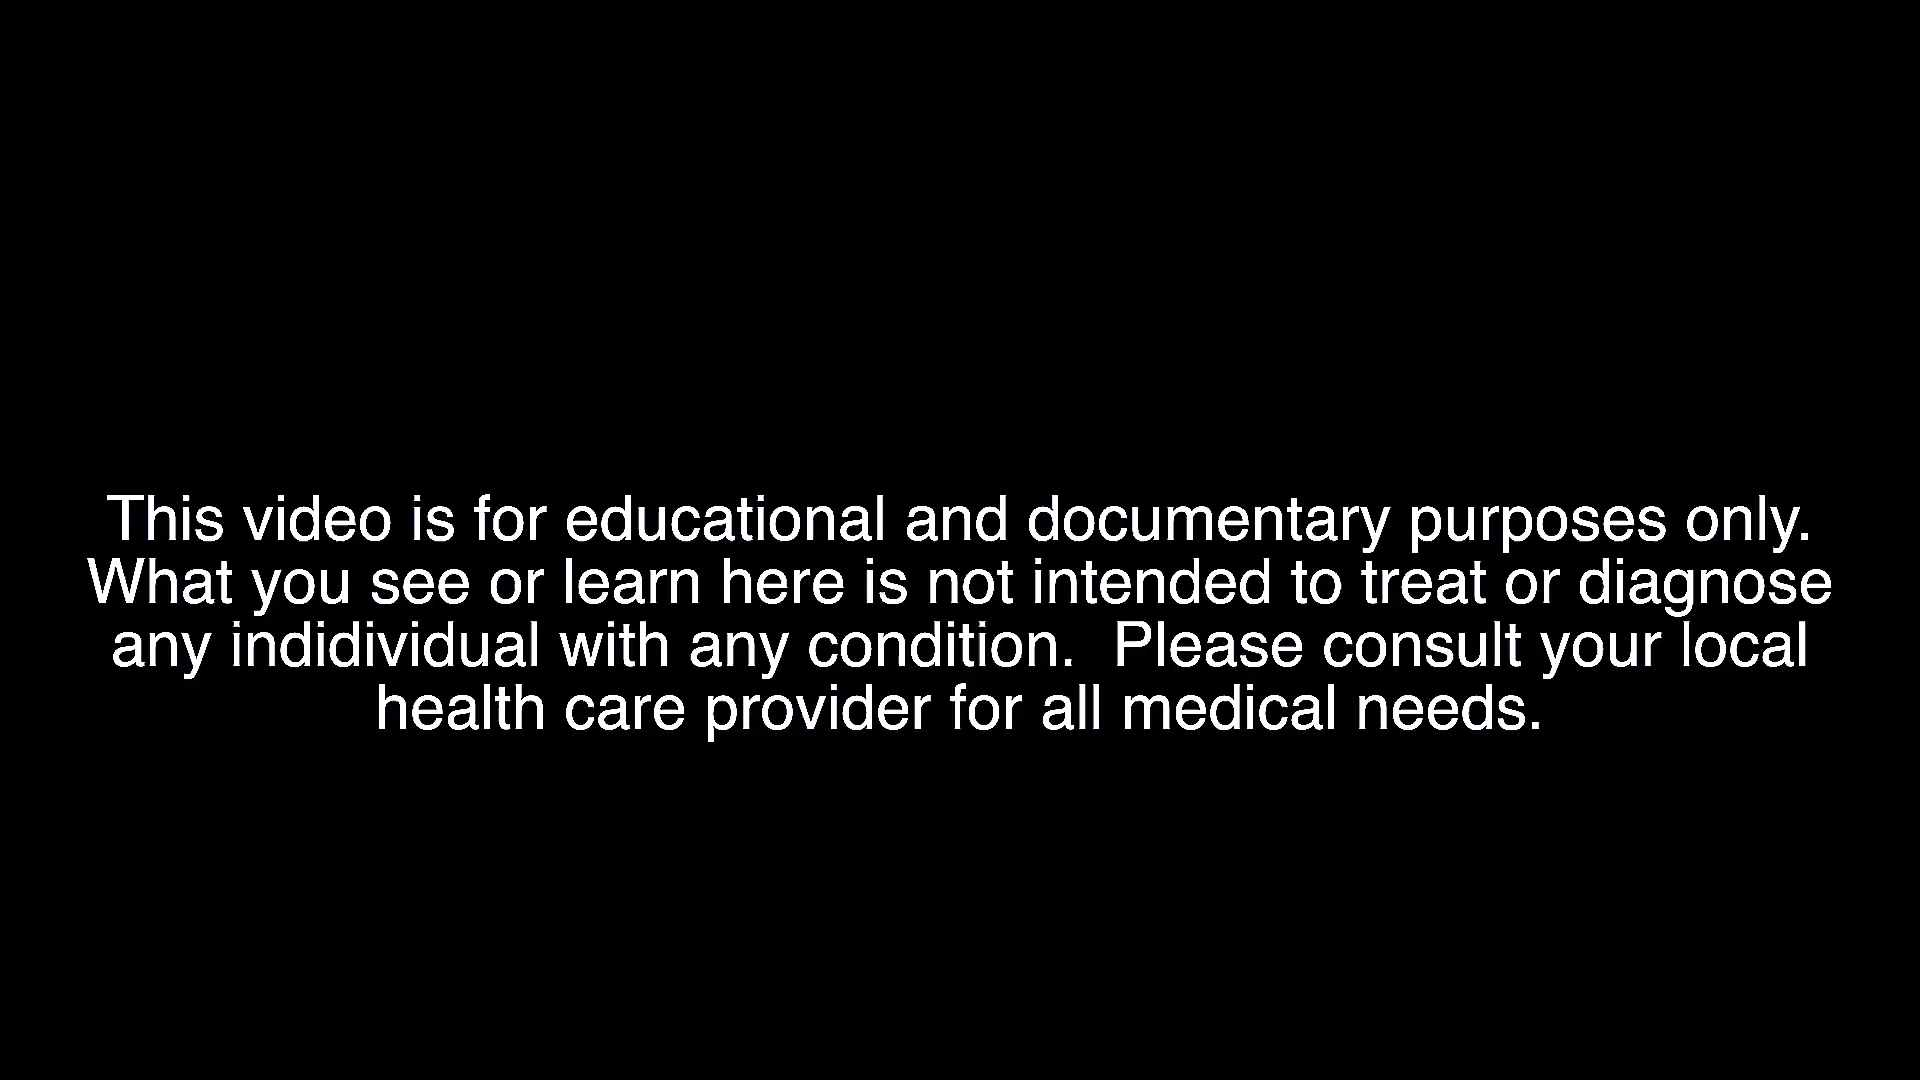 This video is for educational and documentary purposes only.
What you see or learn here is not intended to treat or diagnose
any indidividual with any condition.  Please consult your local
health care provider for all medical needs.